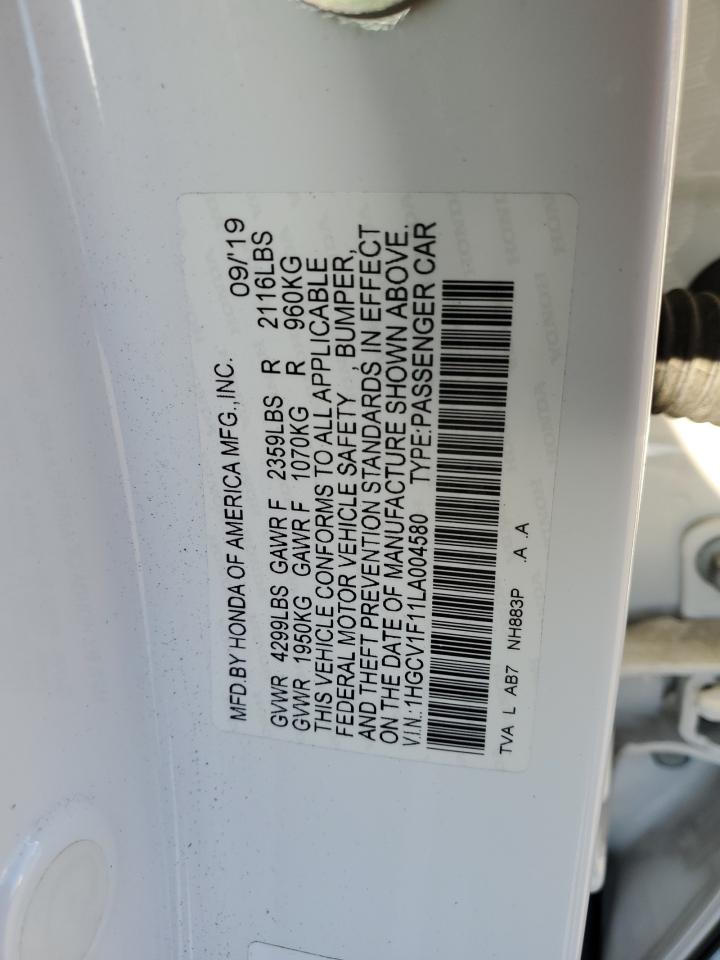 MFD.BY HONDA OF AMERICA MFG.,INC. 09/'19
GVWR 4299LBS GAWR F 2359LBS R 2116LBS
GVWR 1950KG GAWR F 1070KG R 960KG
THIS VEHICLE CONFORMS TO ALL APPLICABLE
FEDERAL MOTOR VEHICLE SAFETY , BUMPER,
AND THEFT PREVENTION STANDARDS IN EFFECT
ON THE DATE OF MANUFACTURE SHOWN ABOVE.
V.I.N.:1HGCV1F11LA004580 TYPE:PASSENGER CAR
TVA L AB7 NH883P .A .A